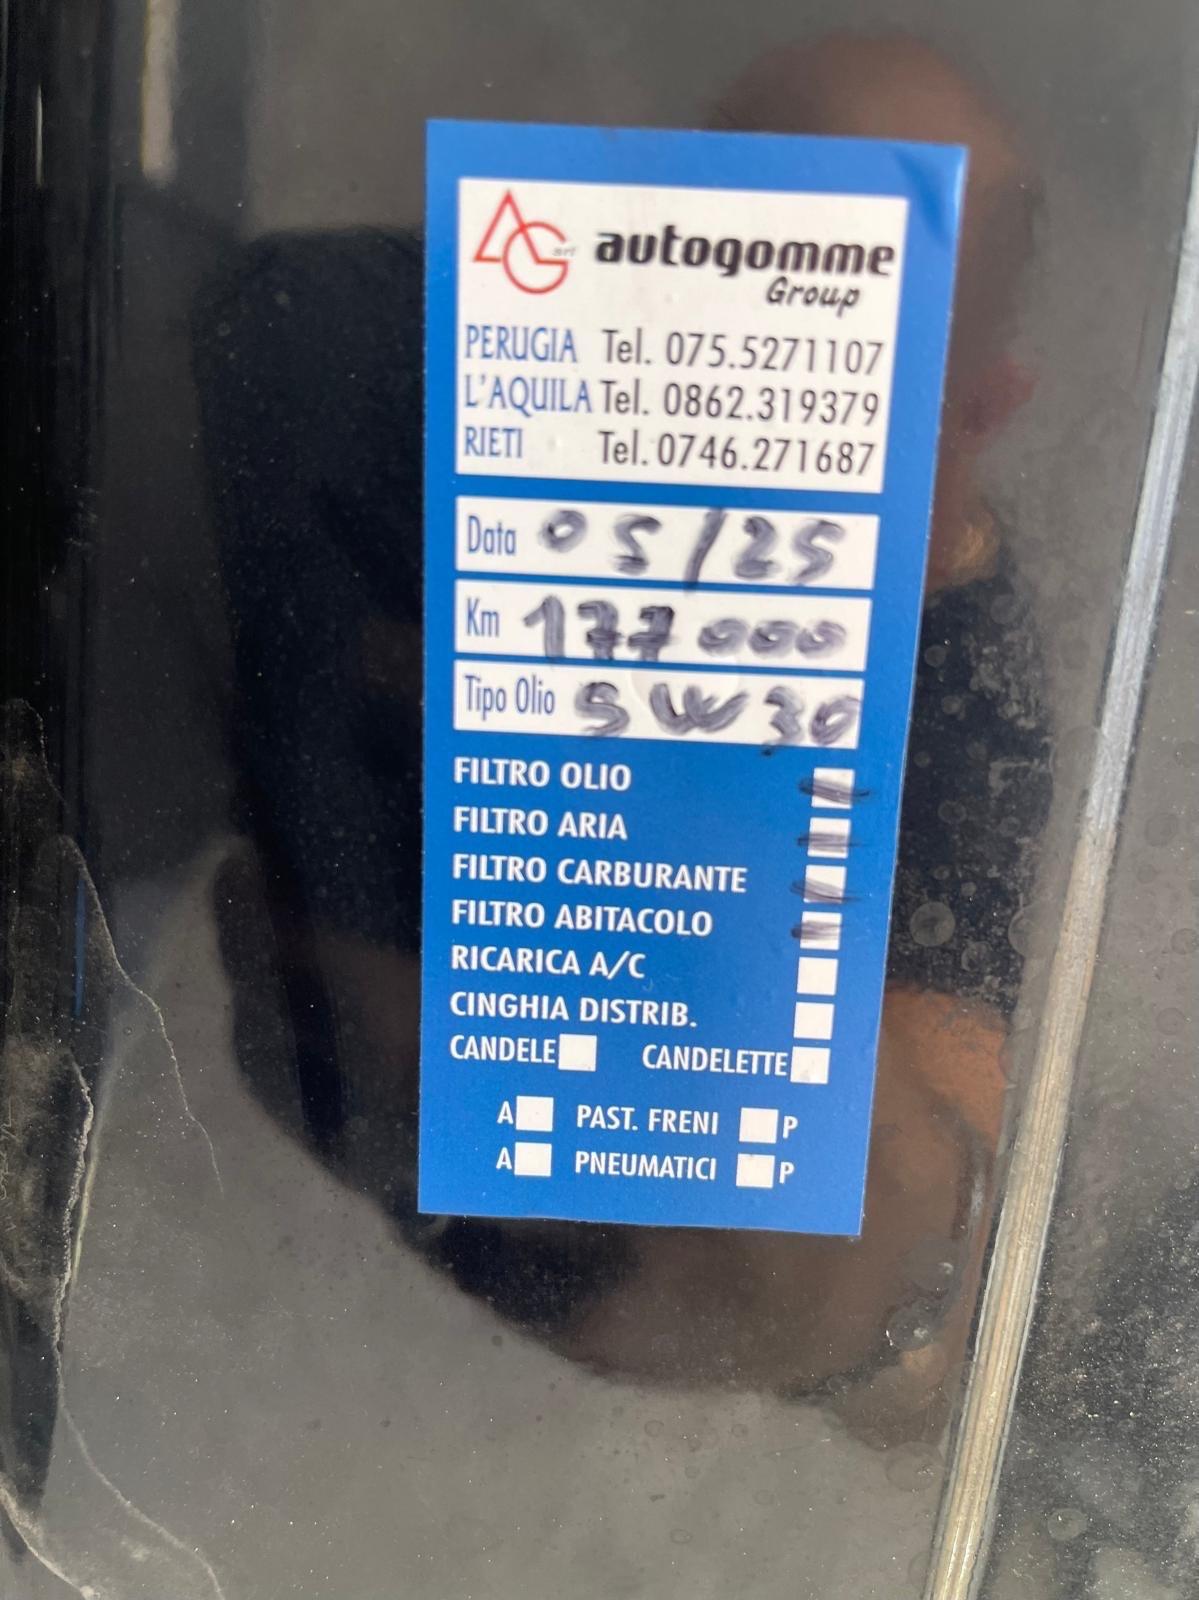 AG srl autogomme
Group
PERUGIA Tel. 075.5271107
L'AQUILA Tel. 0862.319379
RIETI Tel. 0746.271687
Data 05/25
Km 177000
Tipo Olio 5W30
FILTRO OLIO
FILTRO ARIA
FILTRO CARBURANTE
FILTRO ABITACOLO
RICARICA A/C
CINGHIA DISTRIB.
CANDELE CANDELETTE
A PAST. FRENI P
A PNEUMATICI P